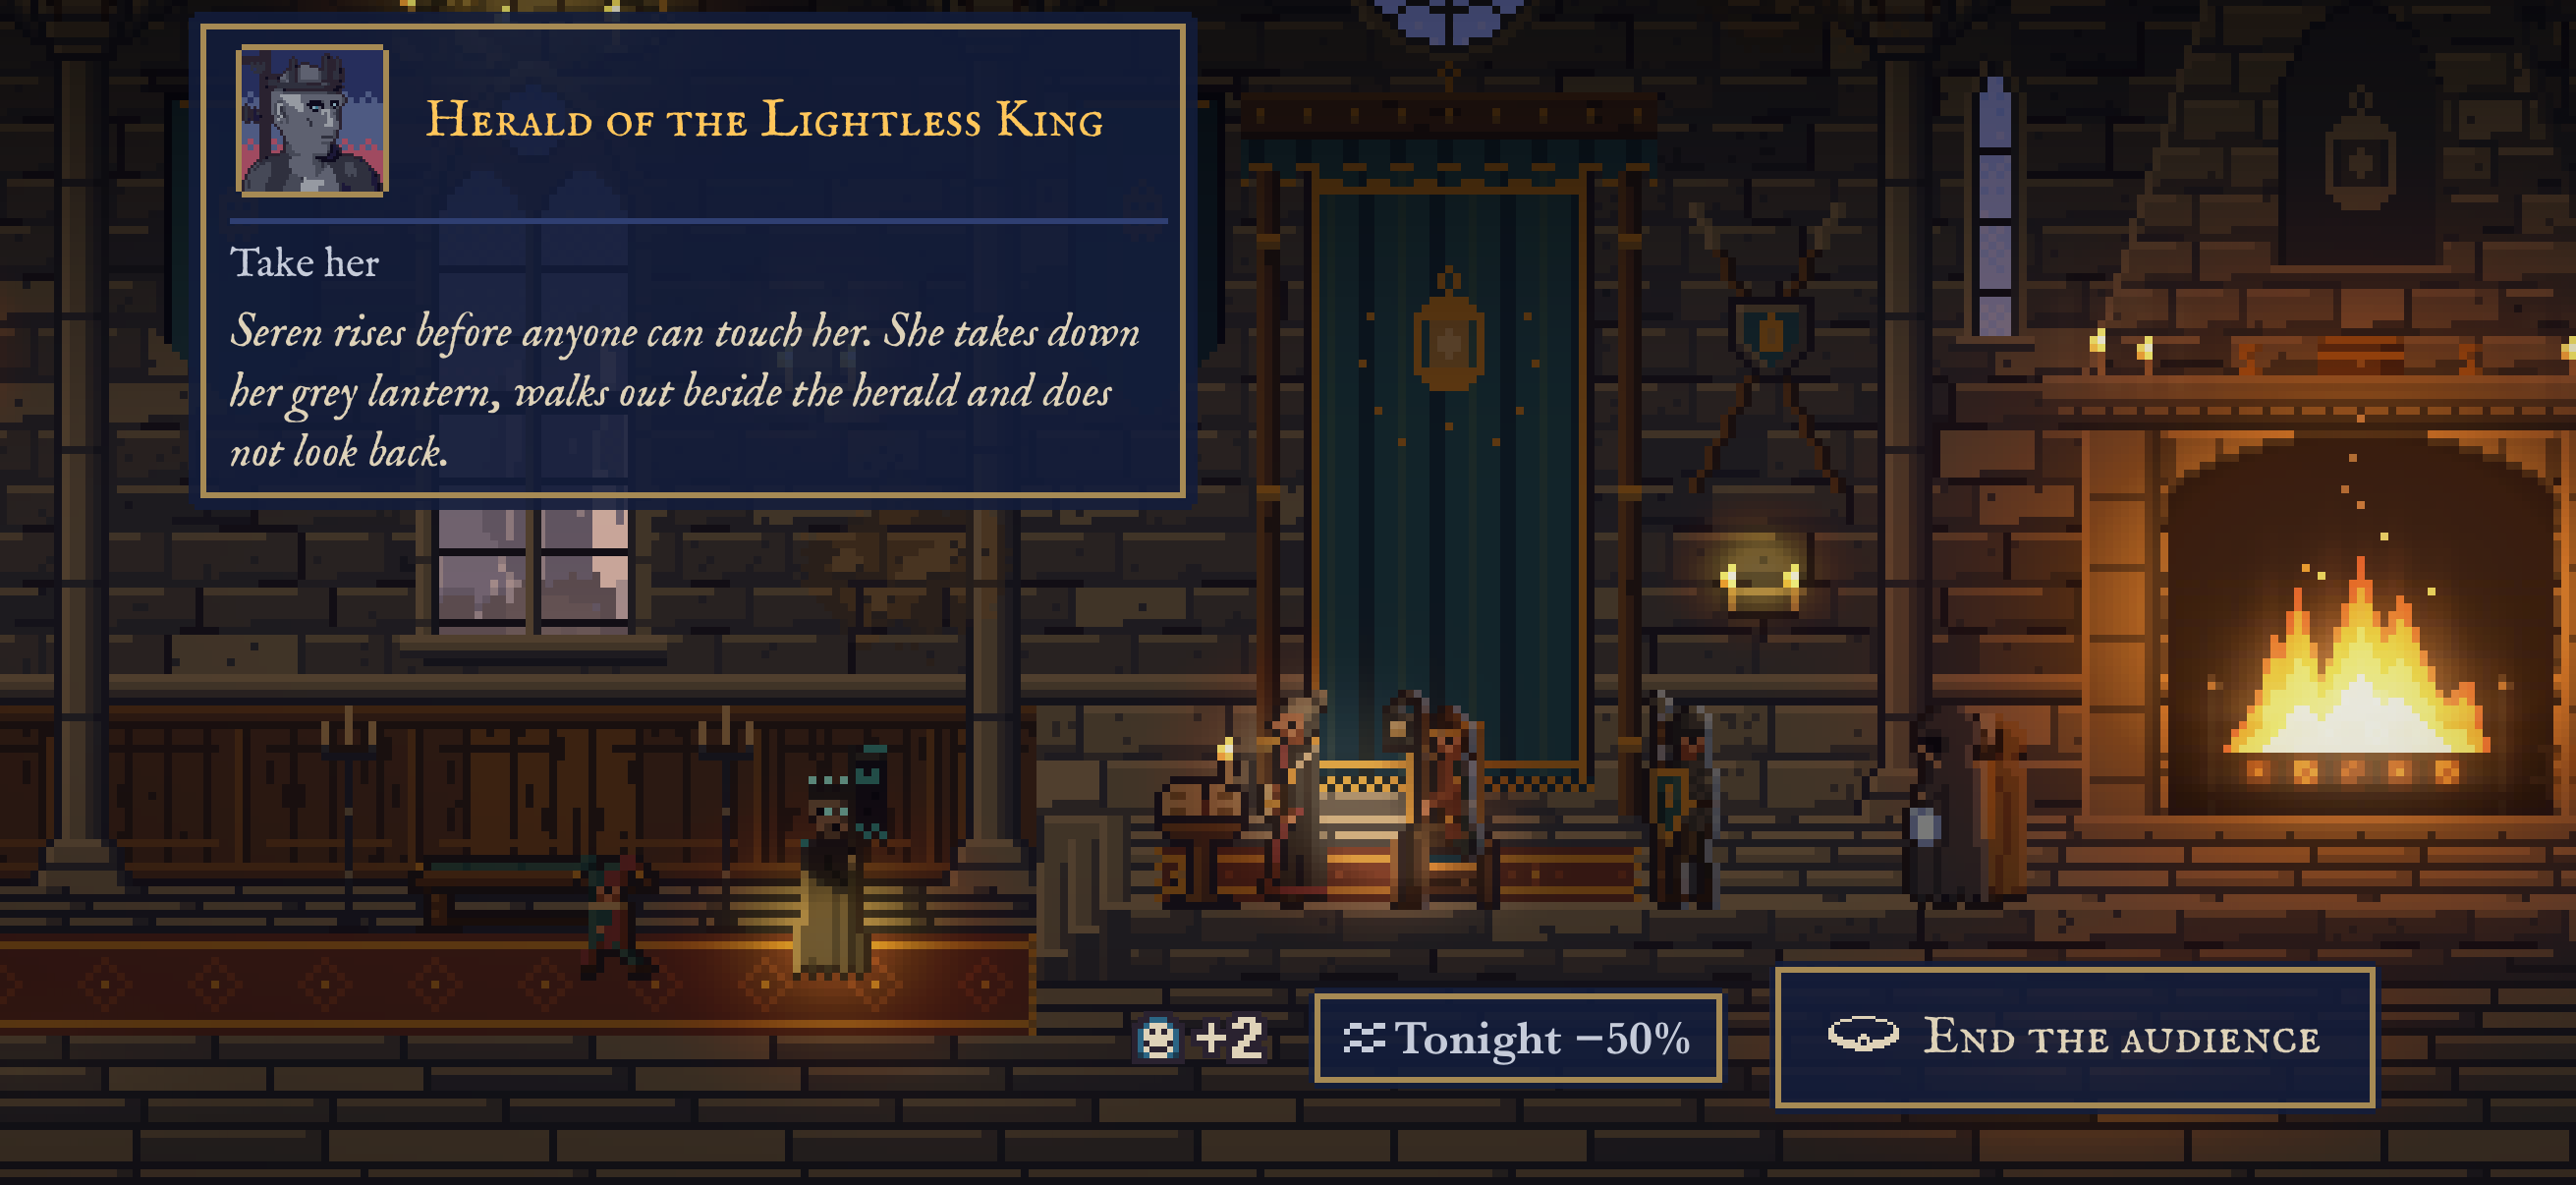 Herald of the Lightless King
Take her
Seren rises before anyone can touch her. She takes down
her grey lantern, walks out beside the herald and does
not look back.
+2
Tonight −50%
End the audience